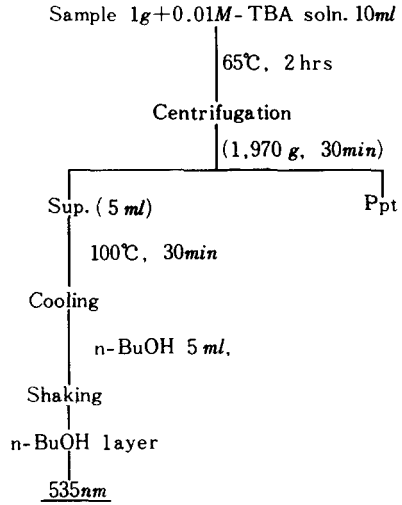 Sample 1g+0.01M-TBA soln. 10ml
65℃, 2 hrs
Centrifugation
(1,970 g, 30min)
Sup. (5 ml)
Ppt
100℃, 30min
Cooling
n-BuOH 5 ml,
Shaking
n-BuOH layer
535nm